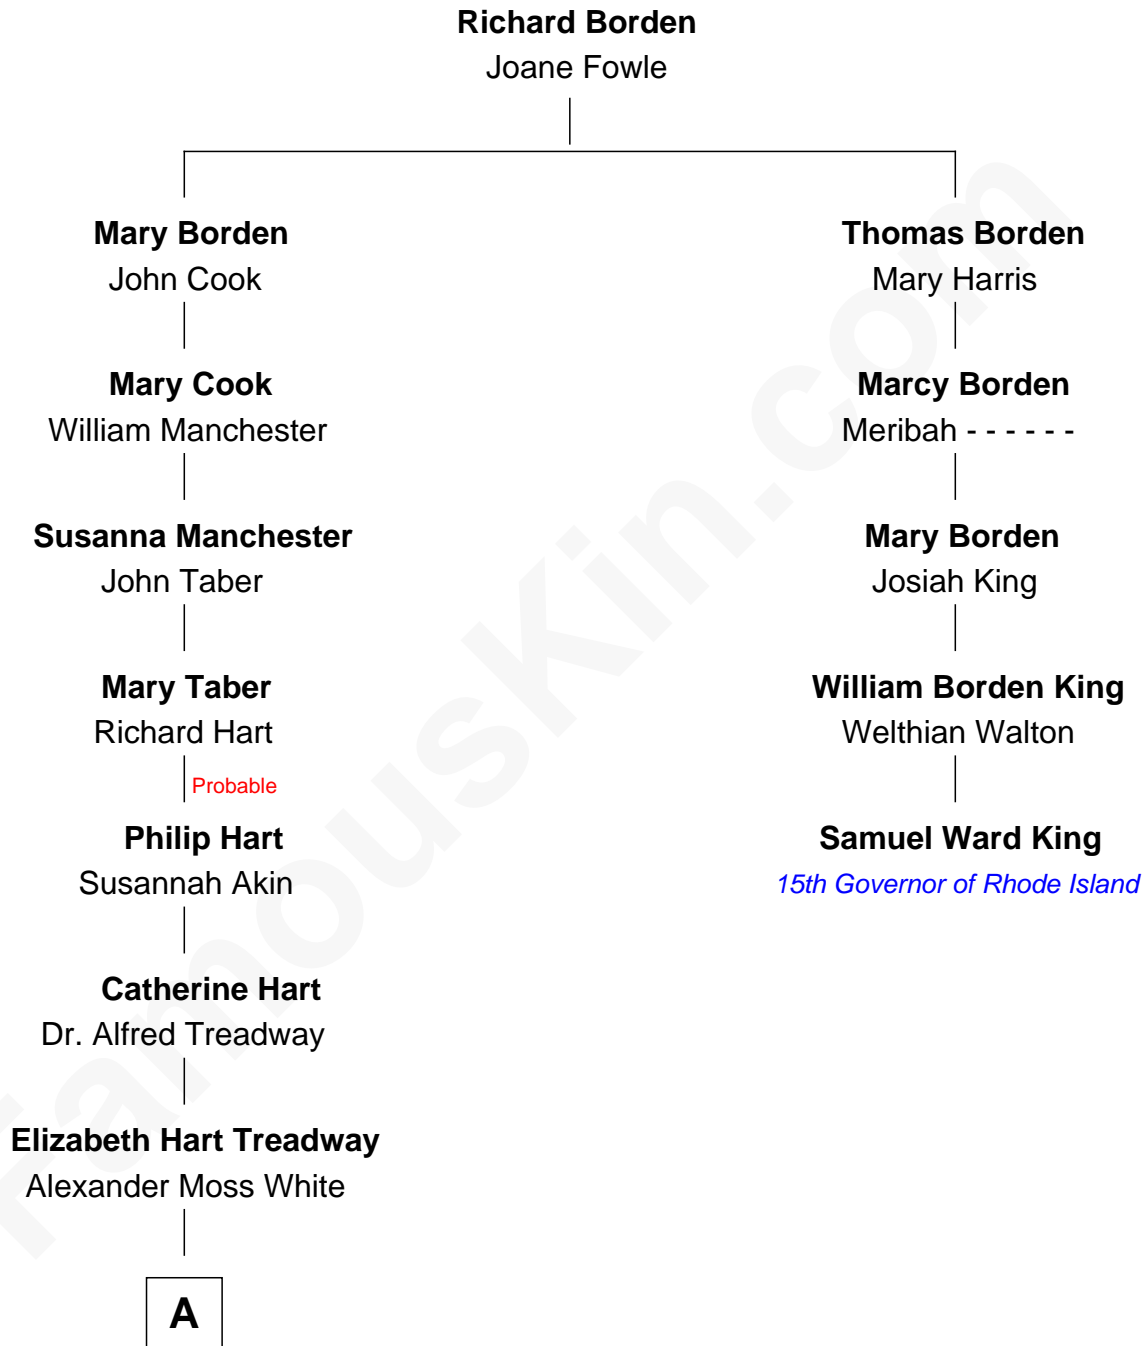 Richard Borden
Joane Fowle
Mary Borden
John Cook
Thomas Borden
Mary Harris
Mary Cook
William Manchester
Marcy Borden
Meribah - - - - - -
Susanna Manchester
John Taber
Mary Borden
Josiah King
Mary Taber
Richard Hart
William Borden King
Welthian Walton
Probable
Philip Hart
Susannah Akin
Samuel Ward King
15th Governor of Rhode Island
Catherine Hart
Dr. Alfred Treadway
Elizabeth Hart Treadway
Alexander Moss White
A
FamousKin.com